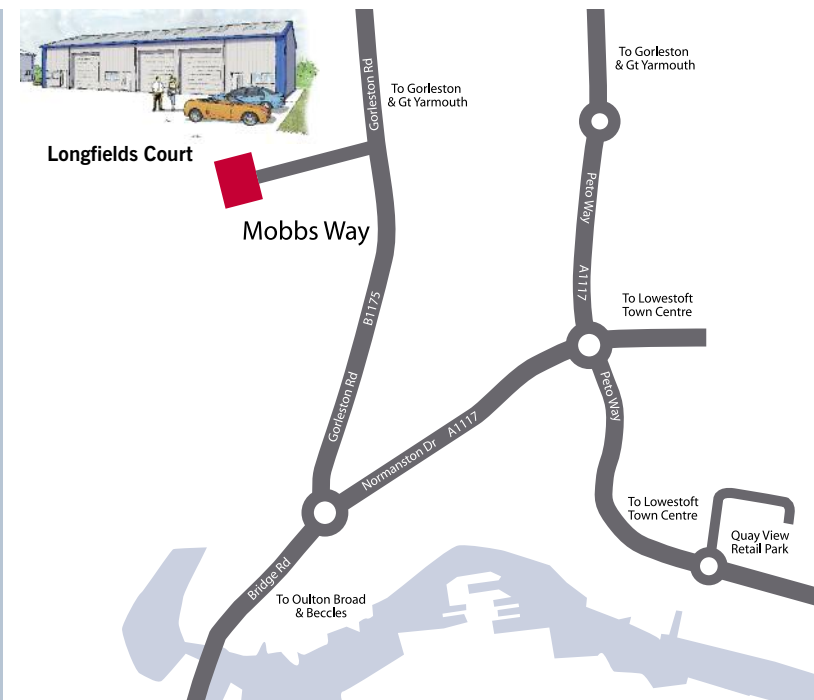 To Gorleston
& Gt Yarmouth
Gorleston Rd
To Gorleston
& Gt Yarmouth
Longfields Court
Mobbs Way
Peto Way
A1117
To Lowestoft
Town Centre
B1175
Gorleston Rd
Peto Way
Normanston Dr A1117
To Lowestoft
Town Centre
Quay View
Retail Park
Bridge Rd
To Oulton Broad
& Beccles